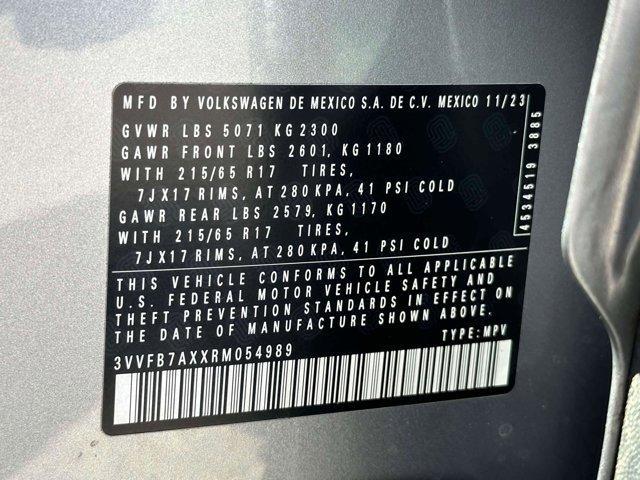 MFD BY VOLKSWAGEN DE MEXICO S.A. DE C.V. MEXICO 11/23
GVWR LBS 5071 KG 2300
GAWR FRONT LBS 2601, KG 1180
WITH 215/65 R17 TIRES,
7JX17 RIMS, AT 280 KPA, 41 PSI COLD
GAWR REAR LBS 2579, KG 1170
WITH 215/65 R17 TIRES,
7JX17 RIMS, AT 280 KPA, 41 PSI COLD
4534519 3885
THIS VEHICLE CONFORMS TO ALL APPLICABLE
U.S. FEDERAL MOTOR VEHICLE SAFETY AND
THEFT PREVENTION STANDARDS IN EFFECT ON
THE DATE OF MANUFACTURE SHOWN ABOVE.
3VVFB7AXXRM054989 TYPE: MPV